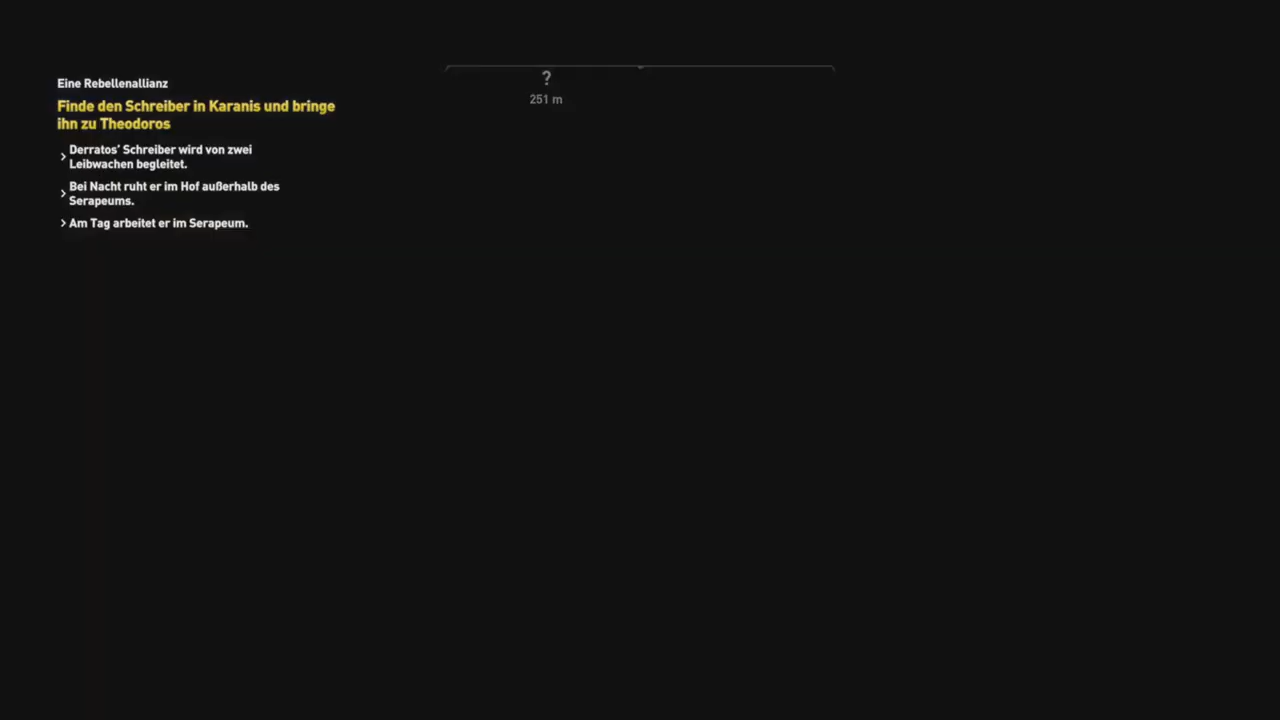 Eine Rebellenallianz
Finde den Schreiber in Karanis und bringe
ihn zu Theodoros
Derratos’ Schreiber wird von zwei
Leibwachen begleitet.
Bei Nacht ruht er im Hof außerhalb des
Serapeums.
Am Tag arbeitet er im Serapeum.
?
251 m